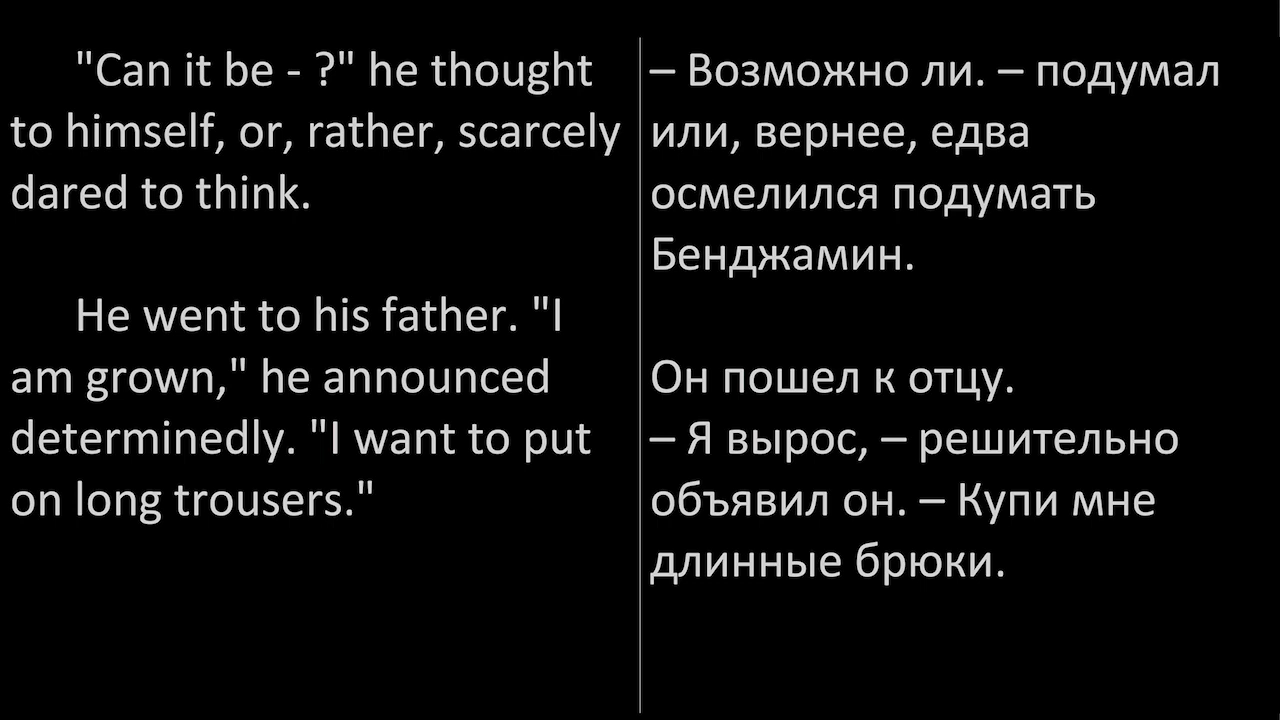 "Can it be - ?" he thought
to himself, or, rather, scarcely
dared to think.
He went to his father. "I
am grown," he announced
determinedly. "I want to put
on long trousers."
– Возможно ли. – подумал
или, вернее, едва
осмелился подумать
Бенджамин.
Он пошел к отцу.
– Я вырос, – решительно
объявил он. – Купи мне
длинные брюки.